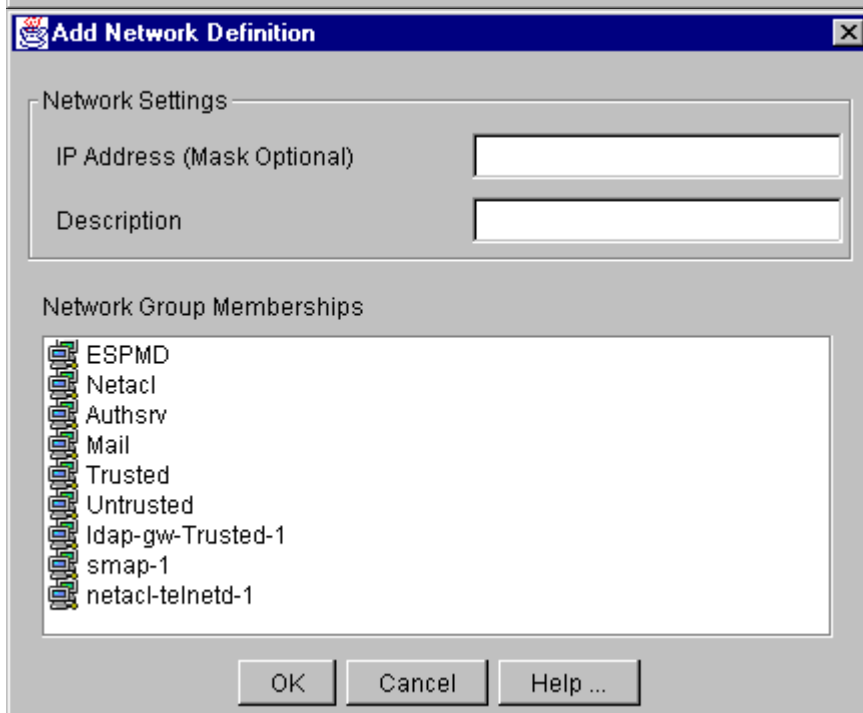 Add Network Definition
Network Settings
IP Address (Mask Optional)
Description
Network Group Memberships
ESPMD
Netacl
Authsrv
Mail
Trusted
Untrusted
ldap-gw-Trusted-1
smap-1
netacl-telnetd-1
OK Cancel Help ...